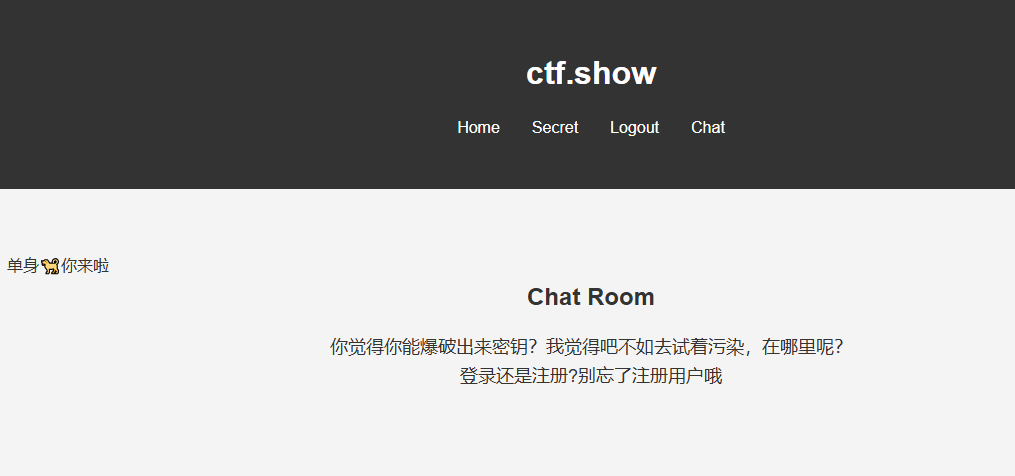 ctf.show
Home Secret Logout Chat
单身🐕你来啦
Chat Room
你觉得你能爆破出来密钥？我觉得吧不如去试着污染，在哪里呢？
登录还是注册?别忘了注册用户哦